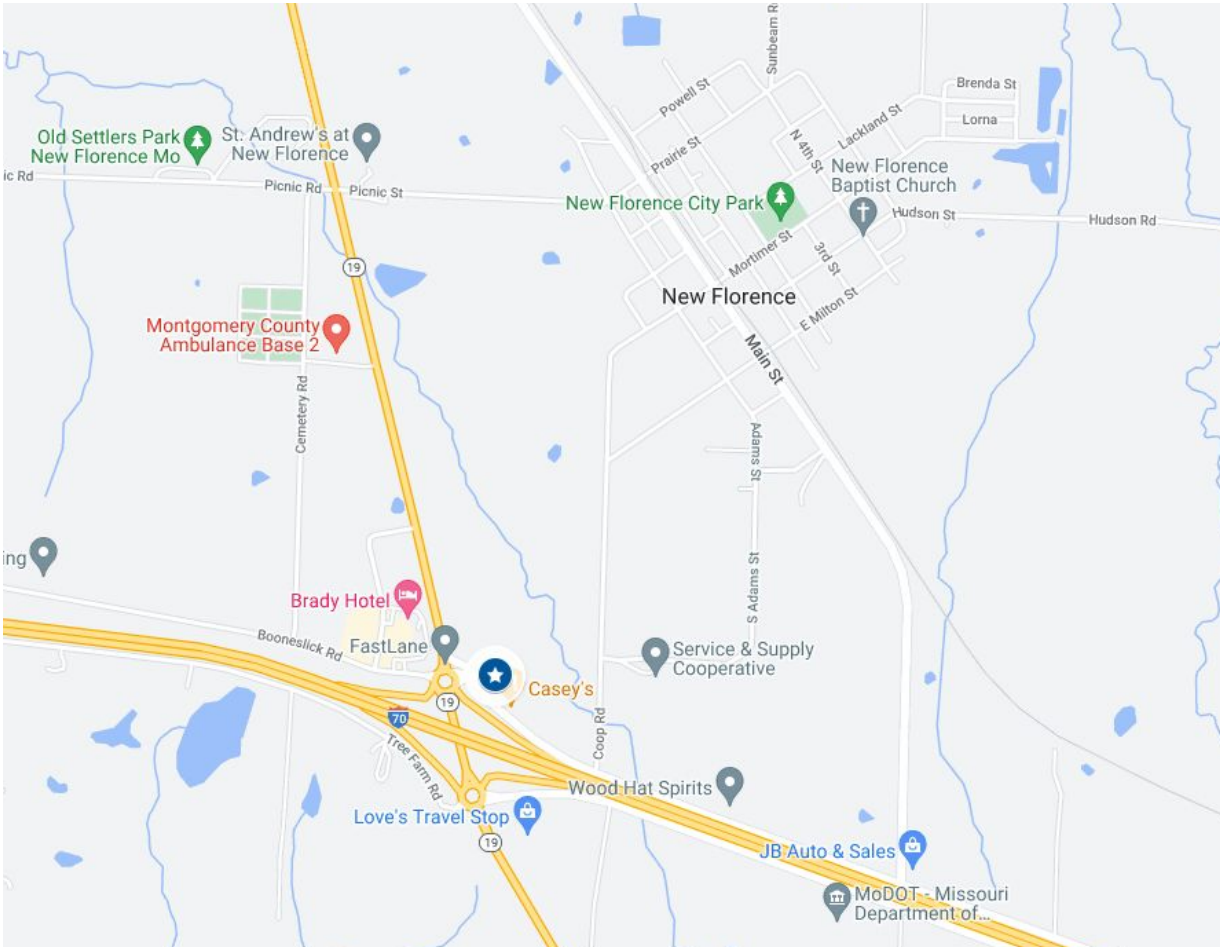 Sunbeam R
Powell St
Brenda St
Lackland St
Lorna
Old Settlers Park
New Florence Mo
St. Andrew's at
New Florence
Prairie St
N 4th St
New Florence
Baptist Church
ic Rd
Picnic Rd
Picnic St
New Florence City Park
Hudson St
Hudson Rd
Mortimer St
3rd St
19
New Florence
E Milton St
Montgomery County
Ambulance Base 2
Main St
Cemetery Rd
Adams St
ing
Brady Hotel
S Adams St
Booneslick Rd
FastLane
Service & Supply
Cooperative
Casey's
19
70
Coop Rd
Tree Farm Rd
Wood Hat Spirits
Love's Travel Stop
19
JB Auto & Sales
MoDOT - Missouri
Department of...